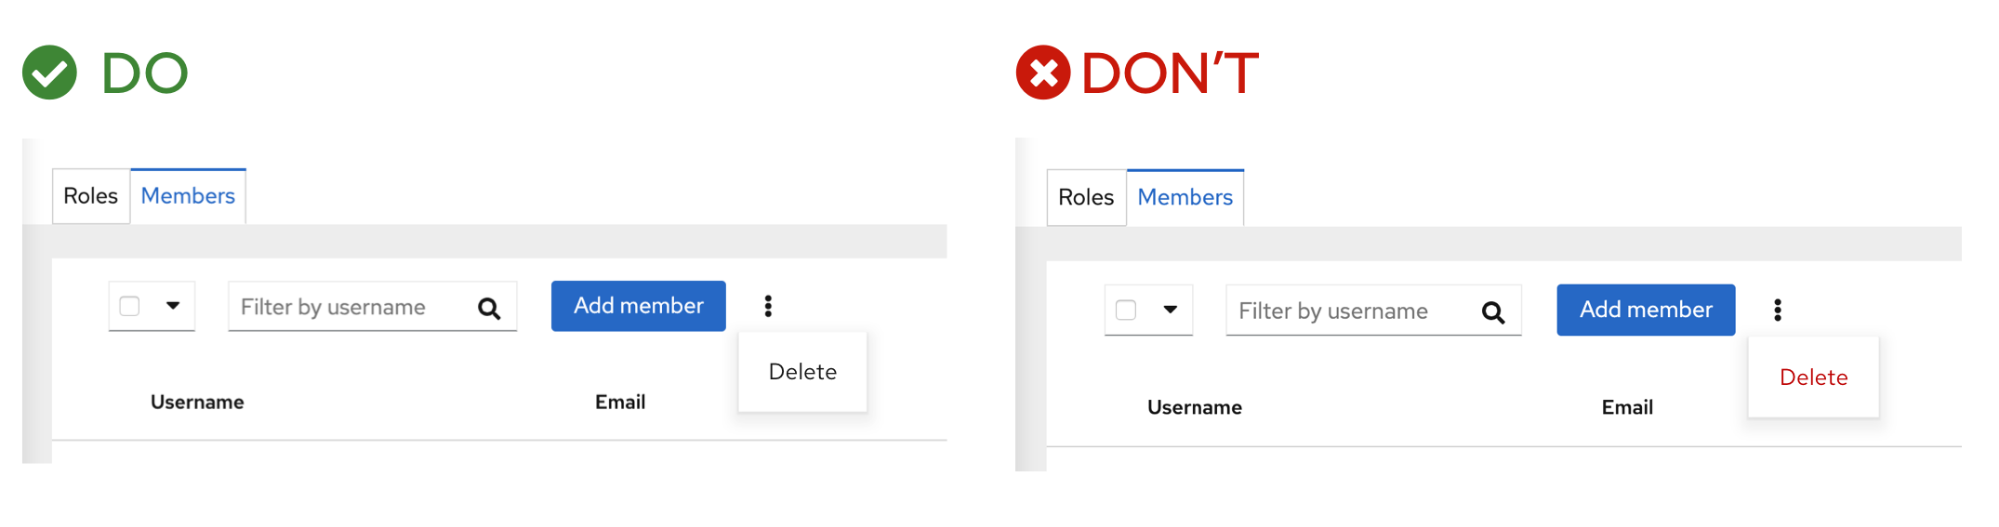 DO
Roles Members
Filter by username Add member
Delete
Username Email
DON'T
Roles Members
Filter by username Add member
Delete
Username Email